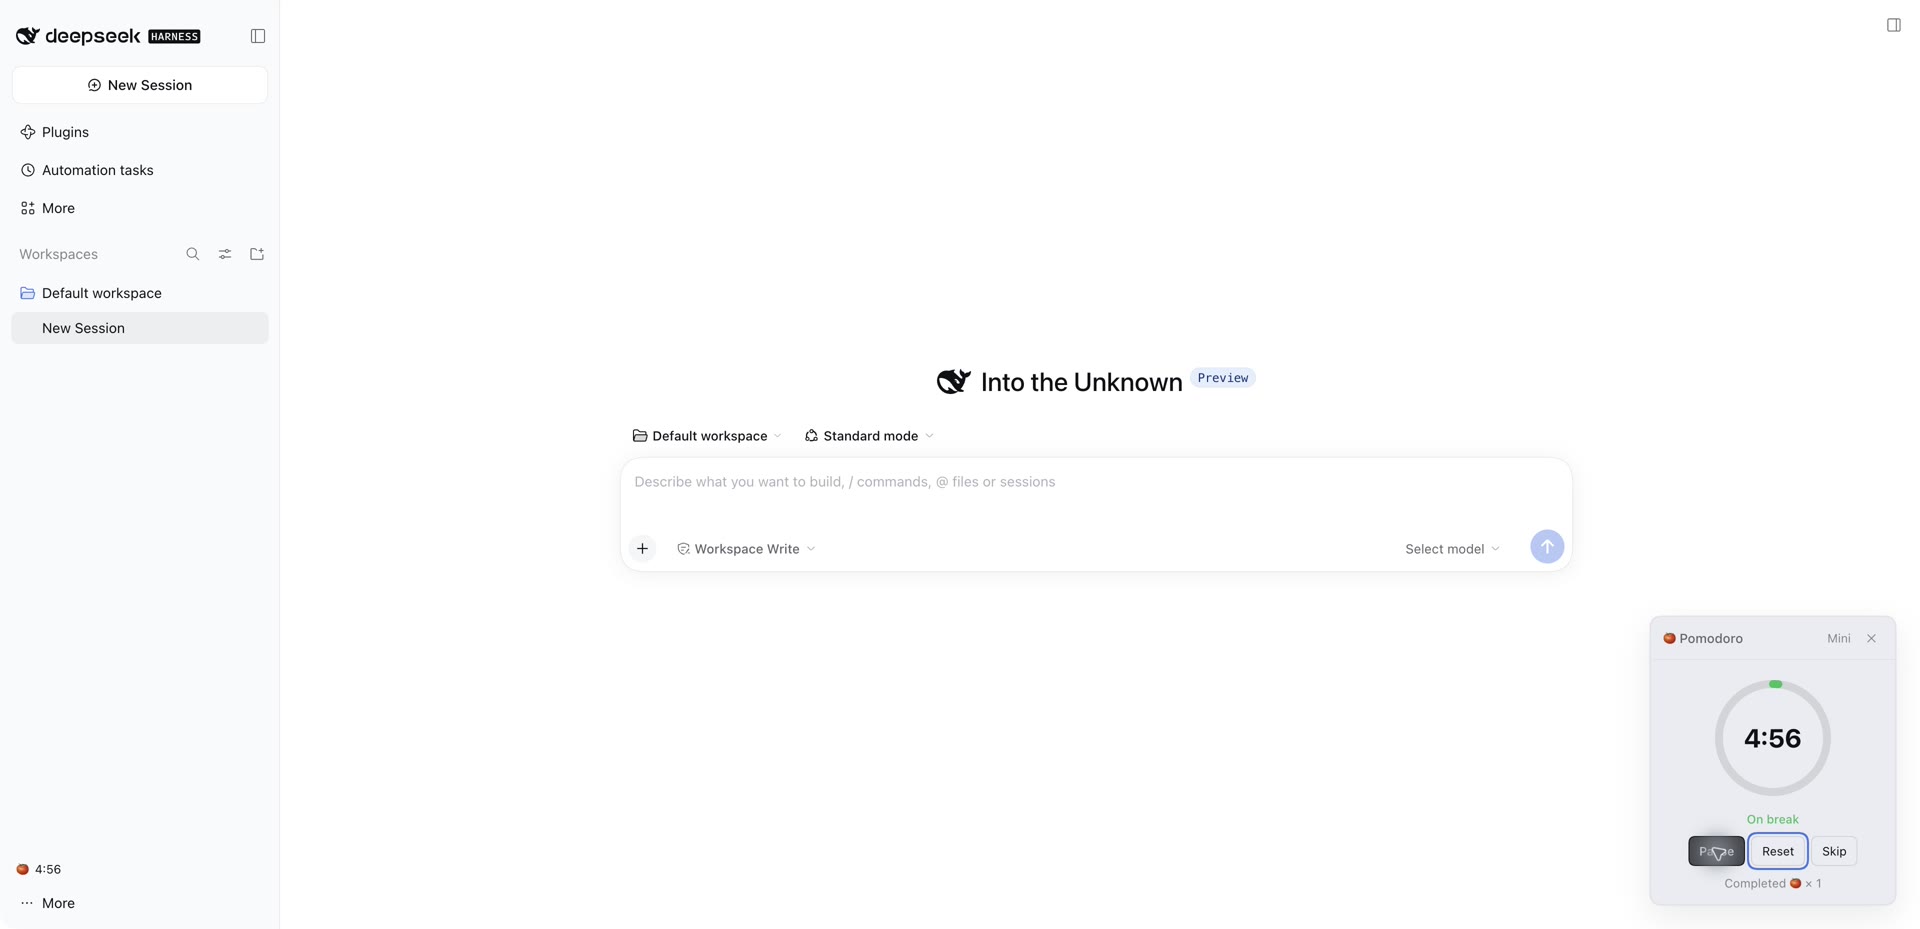 deepseek HARNESS
New Session
Plugins
Automation tasks
More
Workspaces
Default workspace
New Session
4:56
More
Into the Unknown Preview
Default workspace Standard mode
Describe what you want to build, / commands, @ files or sessions
Workspace Write Select model
Pomodoro Mini
4:56
On break
Reset Skip
Completed × 1